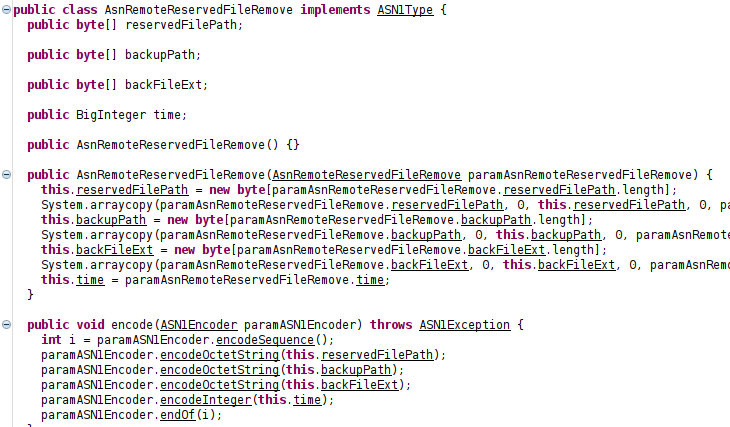 public class AsnRemoteReservedFileRemove implements ASN1Type {
  public byte[] reservedFilePath;
  public byte[] backupPath;
  public byte[] backFileExt;
  public BigInteger time;
  public AsnRemoteReservedFileRemove() {}
  public AsnRemoteReservedFileRemove(AsnRemoteReservedFileRemove paramAsnRemoteReservedFileRemove) {
    this.reservedFilePath = new byte[paramAsnRemoteReservedFileRemove.reservedFilePath.length];
    System.arraycopy(paramAsnRemoteReservedFileRemove.reservedFilePath, 0, this.reservedFilePath, 0, pa
    this.backupPath = new byte[paramAsnRemoteReservedFileRemove.backupPath.length];
    System.arraycopy(paramAsnRemoteReservedFileRemove.backupPath, 0, this.backupPath, 0, paramAsnRemote
    this.backFileExt = new byte[paramAsnRemoteReservedFileRemove.backFileExt.length];
    System.arraycopy(paramAsnRemoteReservedFileRemove.backFileExt, 0, this.backFileExt, 0, paramAsnRemo
    this.time = paramAsnRemoteReservedFileRemove.time;
  }
  public void encode(ASN1Encoder paramASN1Encoder) throws ASN1Exception {
    int i = paramASN1Encoder.encodeSequence();
    paramASN1Encoder.encodeOctetString(this.reservedFilePath);
    paramASN1Encoder.encodeOctetString(this.backupPath);
    paramASN1Encoder.encodeOctetString(this.backFileExt);
    paramASN1Encoder.encodeInteger(this.time);
    paramASN1Encoder.endOf(i);